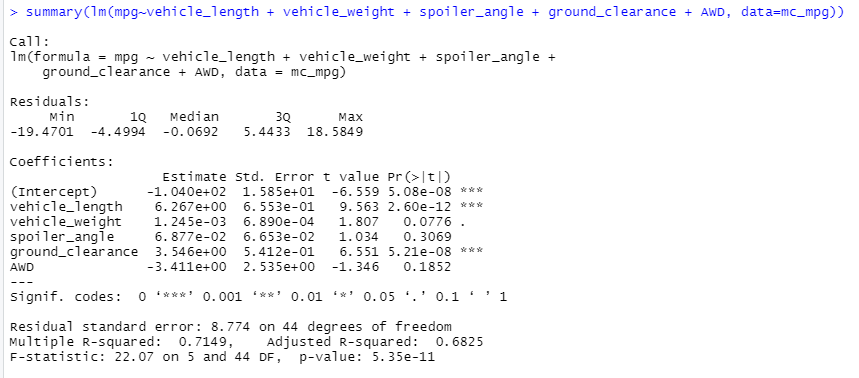 > summary(lm(mpg~vehicle_length + vehicle_weight + spoiler_angle + ground_clearance + AWD, data=mc_mpg))
Call:
lm(formula = mpg ~ vehicle_length + vehicle_weight + spoiler_angle +
    ground_clearance + AWD, data = mc_mpg)
Residuals:
     Min       1Q   Median       3Q      Max
-19.4701  -4.4994  -0.0692   5.4433  18.5849
Coefficients:
                   Estimate Std. Error t value Pr(>|t|)
(Intercept)      -1.040e+02  1.585e+01  -6.559 5.08e-08 ***
vehicle_length    6.267e+00  6.553e-01   9.563 2.60e-12 ***
vehicle_weight    1.245e-03  6.890e-04   1.807   0.0776 .
spoiler_angle     6.877e-02  6.653e-02   1.034   0.3069
ground_clearance  3.546e+00  5.412e-01   6.551 5.21e-08 ***
AWD              -3.411e+00  2.535e+00  -1.346   0.1852
---
Signif. codes:  0 ‘***’ 0.001 ‘**’ 0.01 ‘*’ 0.05 ‘.’ 0.1 ‘ ’ 1
Residual standard error: 8.774 on 44 degrees of freedom
Multiple R-squared:  0.7149,    Adjusted R-squared:  0.6825
F-statistic: 22.07 on 5 and 44 DF,  p-value: 5.35e-11